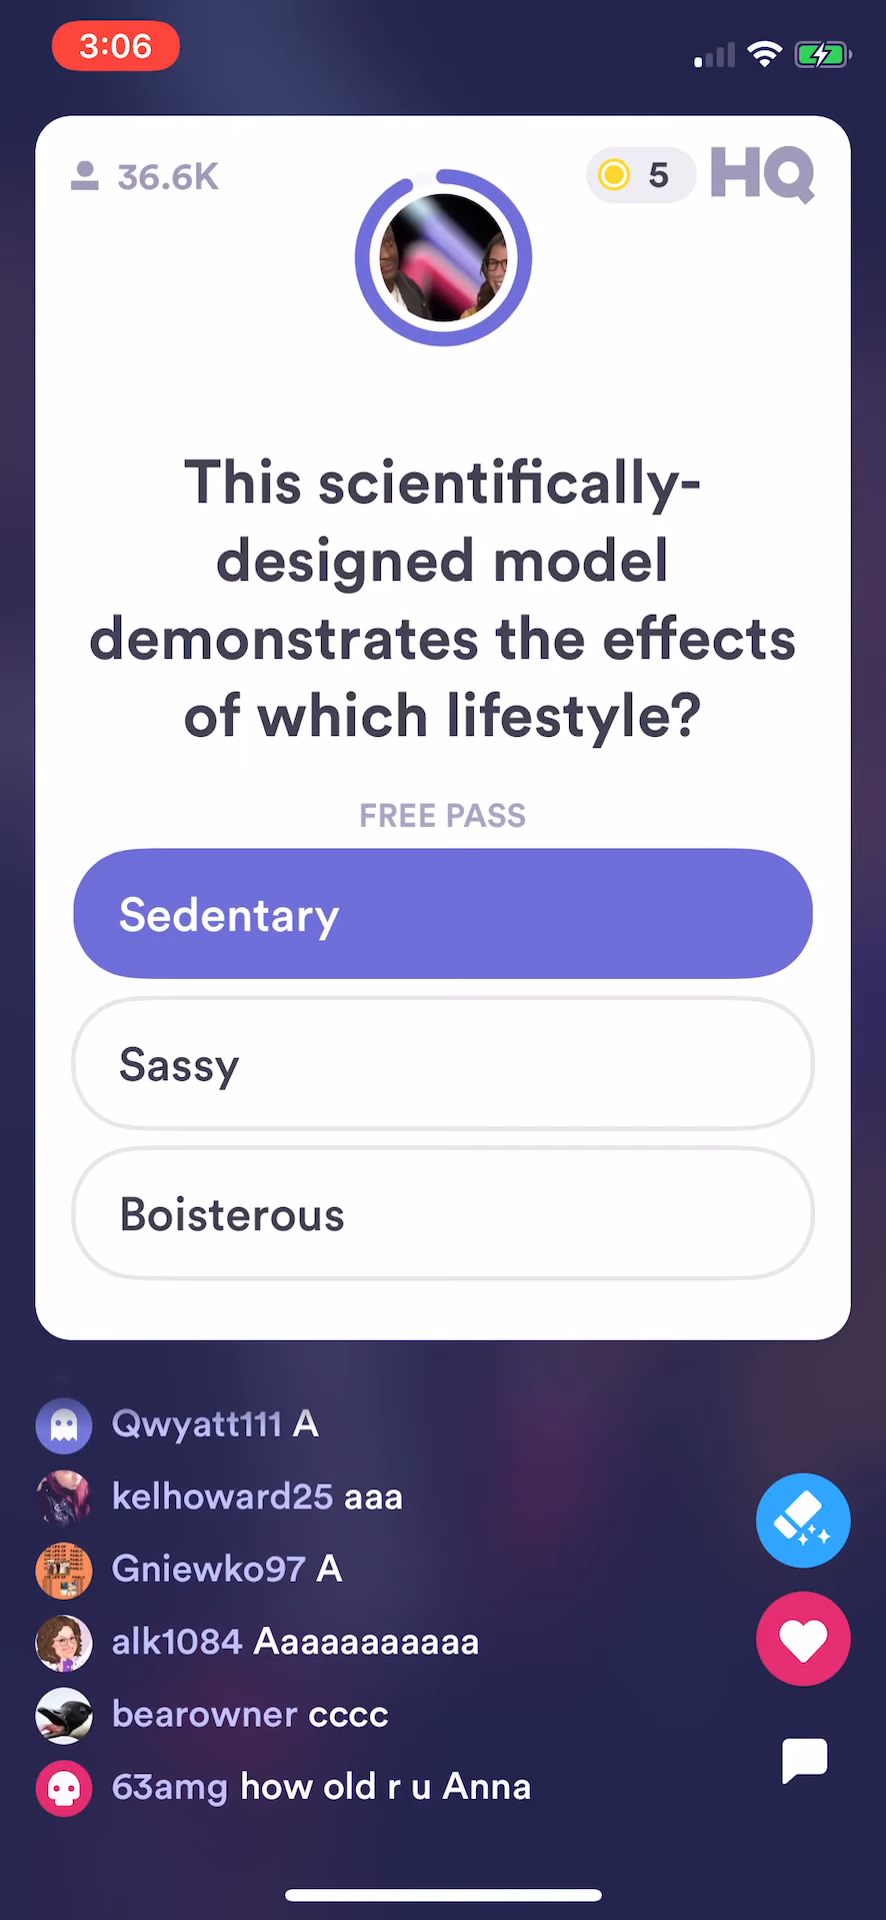 3:06
36.6K
5
HQ
This scientifically-
designed model
demonstrates the effects
of which lifestyle?
FREE PASS
Sedentary
Sassy
Boisterous
Qwyatt111 A
kelhoward25 aaa
Gniewko97 A
alk1084 Aaaaaaaaaaa
bearowner cccc
63amg how old r u Anna